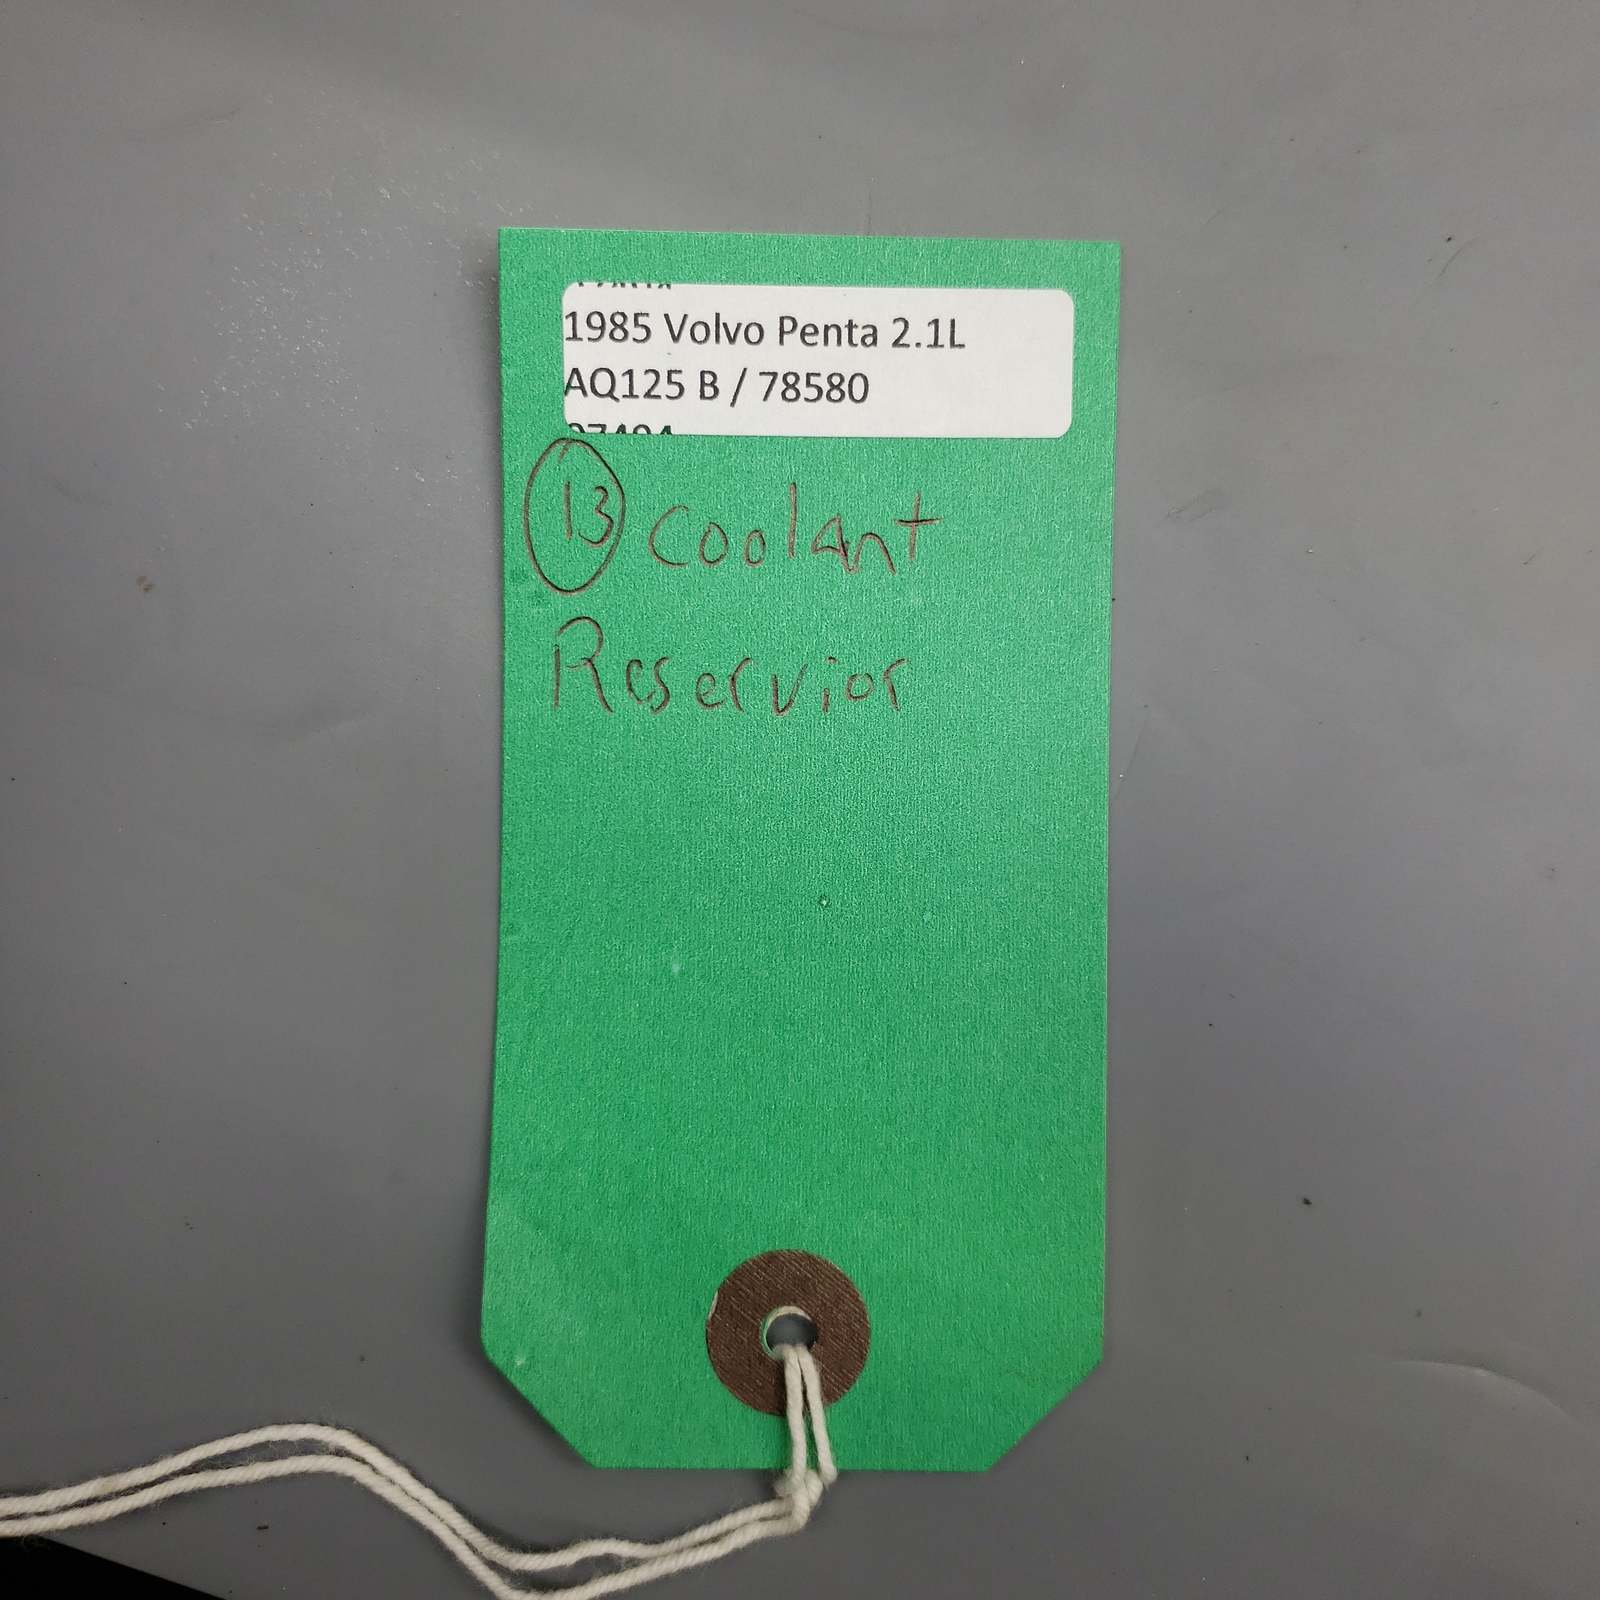 1985 Volvo Penta 2.1L
AQ125 B / 78580
13 Coolant
Reservior